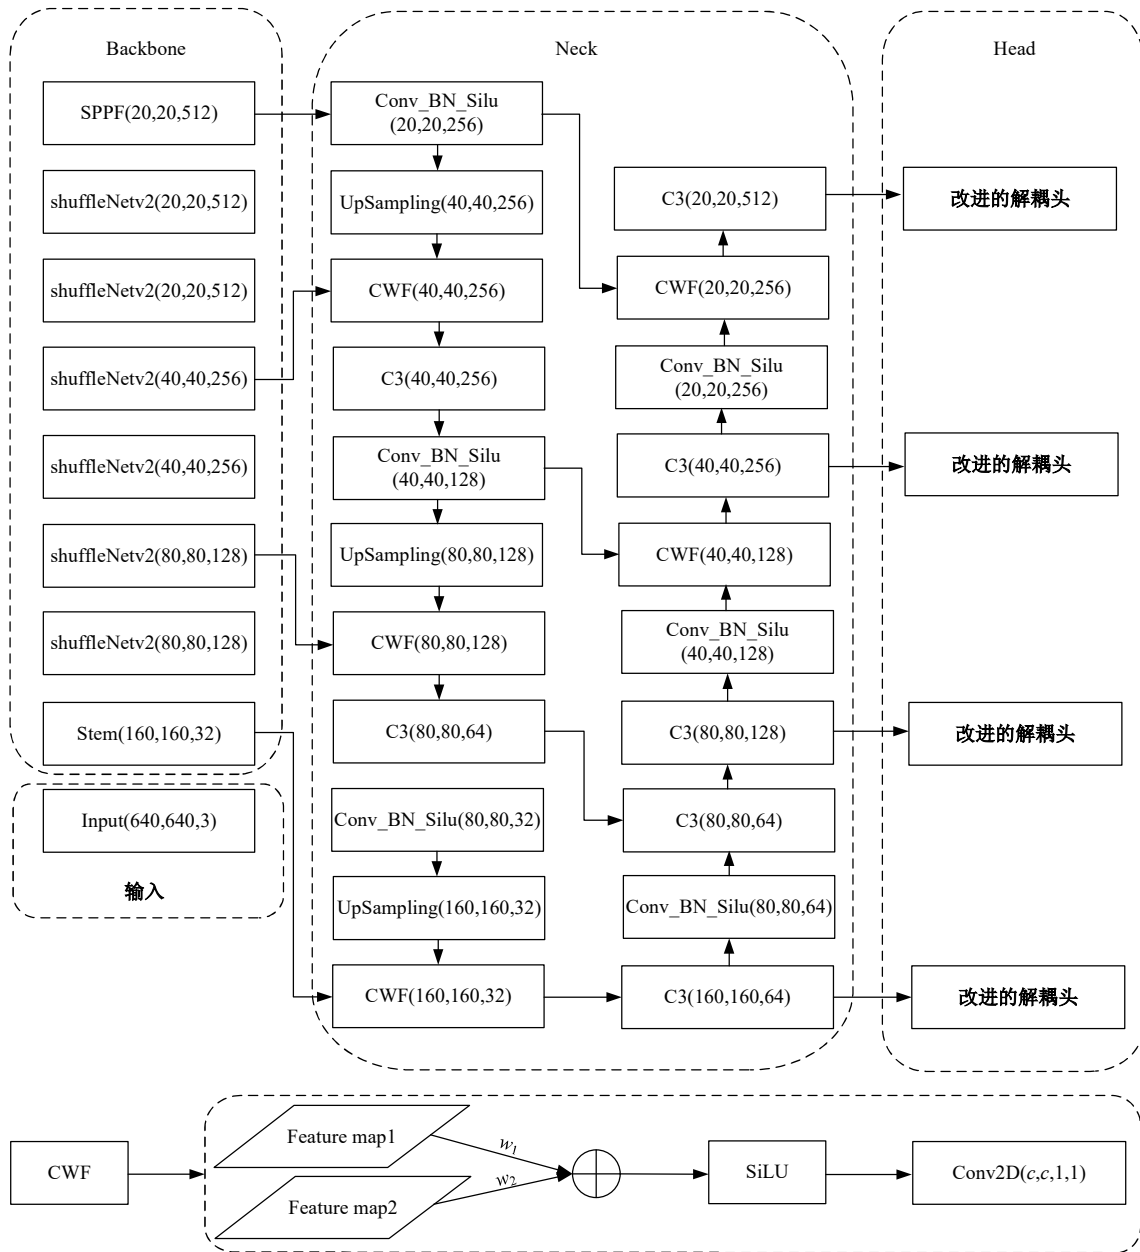 Backbone
SPPF(20,20,512)
shuffleNetv2(20,20,512)
shuffleNetv2(20,20,512)
shuffleNetv2(40,40,256)
shuffleNetv2(40,40,256)
shuffleNetv2(80,80,128)
shuffleNetv2(80,80,128)
Stem(160,160,32)
Input(640,640,3)
输入
Neck
Conv_BN_Silu
(20,20,256)
UpSampling(40,40,256)
CWF(40,40,256)
C3(40,40,256)
Conv_BN_Silu
(40,40,128)
UpSampling(80,80,128)
CWF(80,80,128)
C3(80,80,64)
Conv_BN_Silu(80,80,32)
UpSampling(160,160,32)
CWF(160,160,32)
C3(20,20,512)
CWF(20,20,256)
Conv_BN_Silu
(20,20,256)
C3(40,40,256)
CWF(40,40,128)
Conv_BN_Silu
(40,40,128)
C3(80,80,128)
C3(80,80,64)
Conv_BN_Silu(80,80,64)
C3(160,160,64)
Head
改进的解耦头
改进的解耦头
改进的解耦头
改进的解耦头
CWF
Feature map1
w1
Feature map2
w2
SiLU
Conv2D(c,c,1,1)